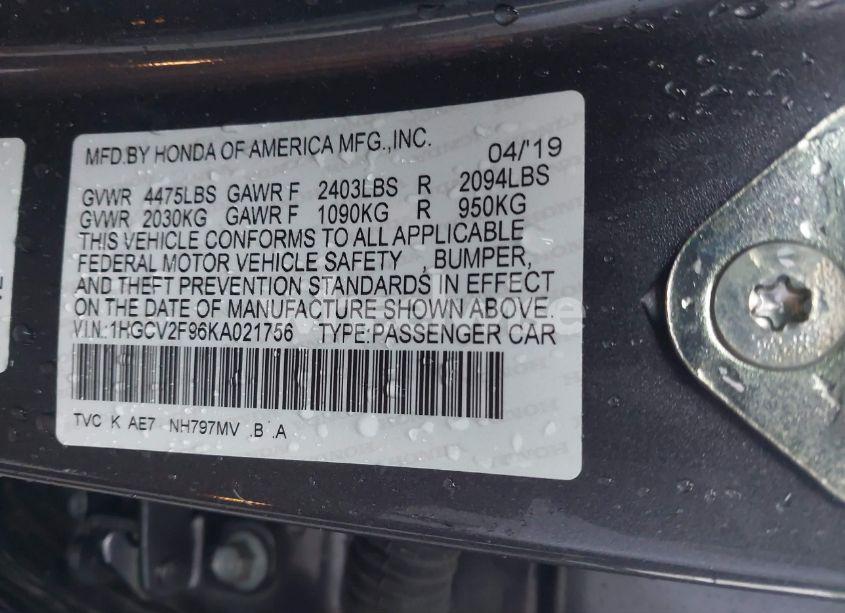 MFD.BY HONDA OF AMERICA MFG.,INC. 04/'19
GVWR 4475LBS GAWR F 2403LBS R 2094LBS
GVWR 2030KG GAWR F 1090KG R 950KG
THIS VEHICLE CONFORMS TO ALL APPLICABLE
FEDERAL MOTOR VEHICLE SAFETY , BUMPER,
AND THEFT PREVENTION STANDARDS IN EFFECT
ON THE DATE OF MANUFACTURE SHOWN ABOVE.
VIN:1HGCV2F96KA021756 TYPE:PASSENGER CAR
TVC K AE7 NH797MV .B .A